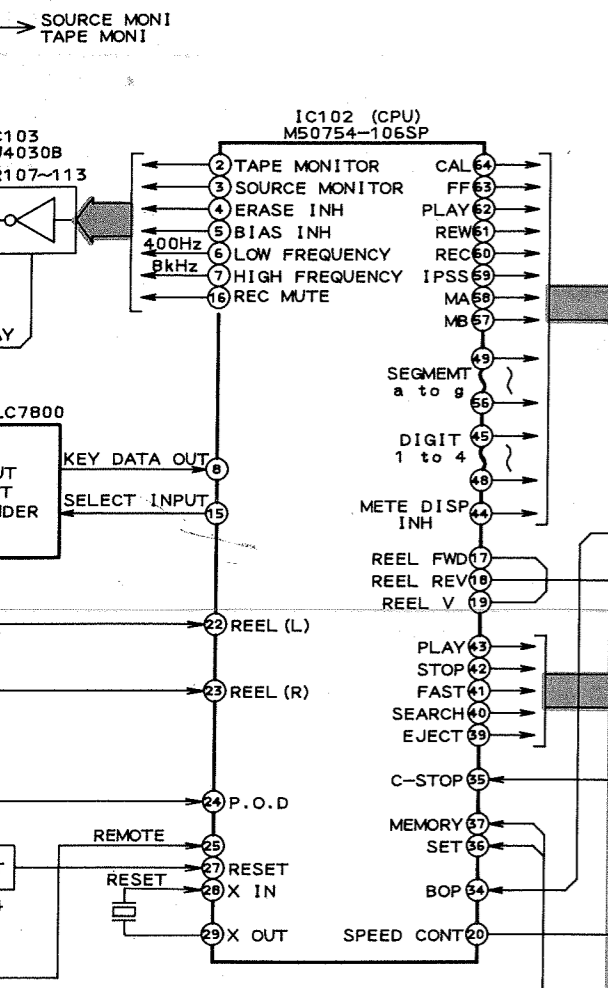 SOURCE MONI
TAPE MONI
IC102 (CPU)
M50754-106SP
C103
4030B
107~113
2 TAPE MONITOR
3 SOURCE MONITOR
4 ERASE INH
5 BIAS INH
400Hz
6 LOW FREQUENCY
8kHz
7 HIGH FREQUENCY
16 REC MUTE
CAL 64
FF 63
PLAY 62
REW 61
REC 60
IPSS 59
MA 58
MB 57
49
SEGMEMT
a to g
56
45
DIGIT
1 to 4
48
METE DISP 44
INH
AY
LC7800
UT
T
NDER
KEY DATA OUT 8
SELECT INPUT 15
REEL FWD 17
REEL REV 18
REEL V 19
22 REEL (L)
23 REEL (R)
PLAY 43
STOP 42
FAST 41
SEARCH 40
EJECT 39
24 P.O.D
C-STOP 35
REMOTE
25
27 RESET
RESET
28 X IN
29 X OUT
MEMORY 37
SET 36
BOP 34
SPEED CONT 20